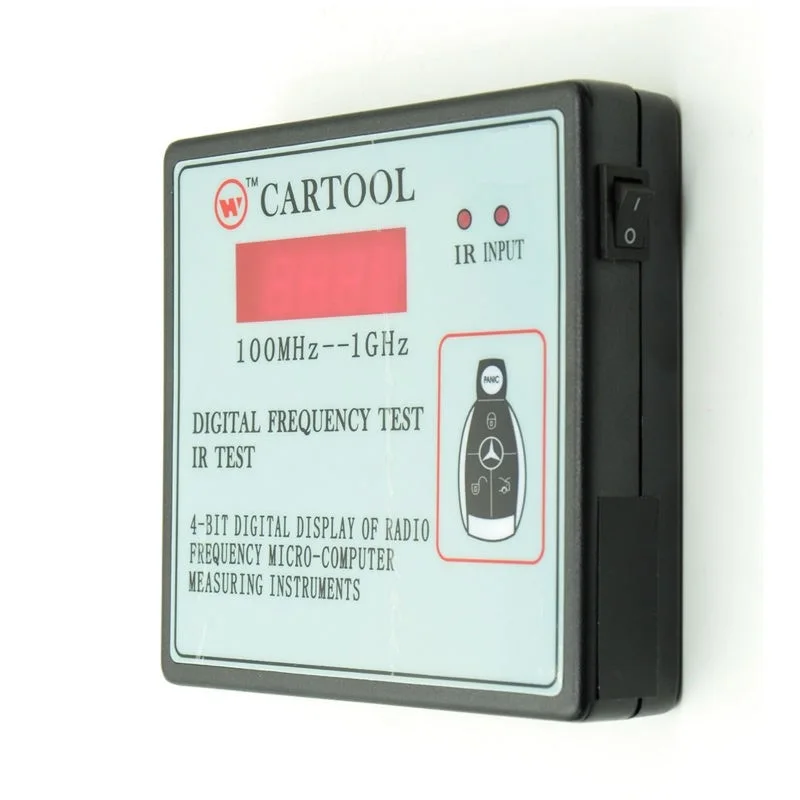 W™ CARTOOL
IR INPUT
100MHz--1GHz
PANIC
DIGITAL FREQUENCY TEST
IR TEST
4-BIT DIGITAL DISPLAY OF RADIO
FREQUENCY MICRO-COMPUTER
MEASURING INSTRUMENTS